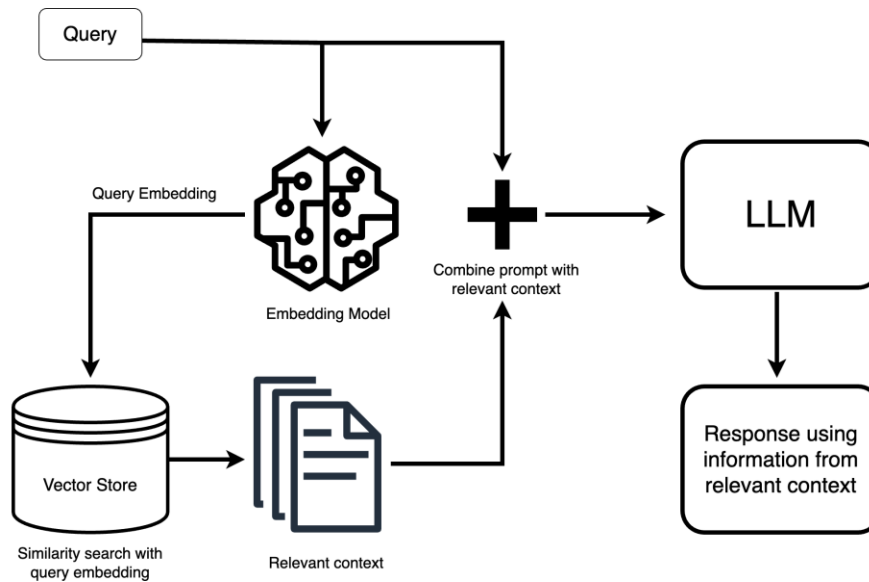 Query
Query Embedding
Embedding Model
Combine prompt with
relevant context
LLM
Vector Store
Similarity search with
query embedding
Relevant context
Response using
information from
relevant context